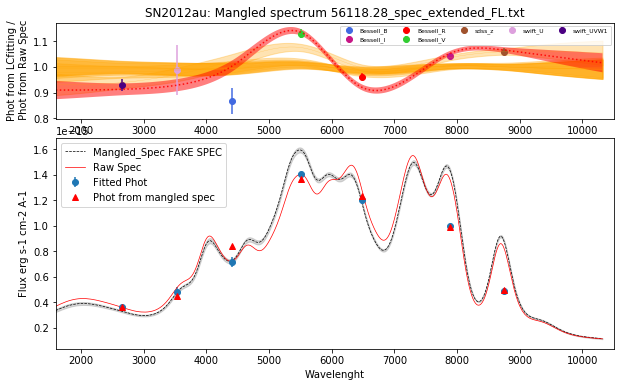 SN2012au: Mangled spectrum 56118.28_spec_extended_FL.txt
Phot from LCfitting /
Phot from Raw Spec
1.1
1.0
0.9
0.8
Bessell_B
Bessell_I
Bessell_R
Bessell_V
sdss_z
swift_U
swift_UVW1
2000 3000 4000 5000 6000 7000 8000 9000 10000
Flux erg s-1 cm-2 A-1
1.6
1.4
1.2
1.0
0.8
0.6
0.4
0.2
Mangled_Spec FAKE SPEC
Raw Spec
Fitted Phot
Phot from mangled spec
2000 3000 4000 5000 6000 7000 8000 9000 10000
Wavelenght